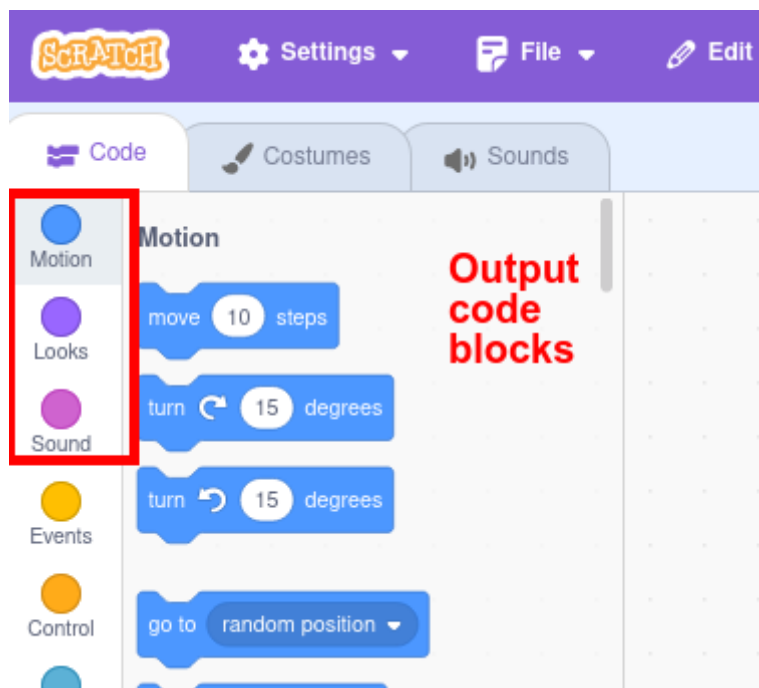 SCRATCH Settings File Edit
Code Costumes Sounds
Motion
Looks
Sound
Events
Control
Motion
move 10 steps
turn 15 degrees
turn 15 degrees
go to random position
Output
code
blocks